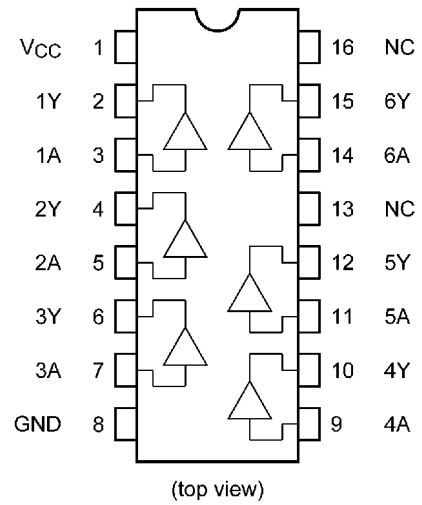 VCC 1 16 NC
1Y 2 15 6Y
1A 3 14 6A
2Y 4 13 NC
2A 5 12 5Y
3Y 6 11 5A
3A 7 10 4Y
GND 8 9 4A
(top view)